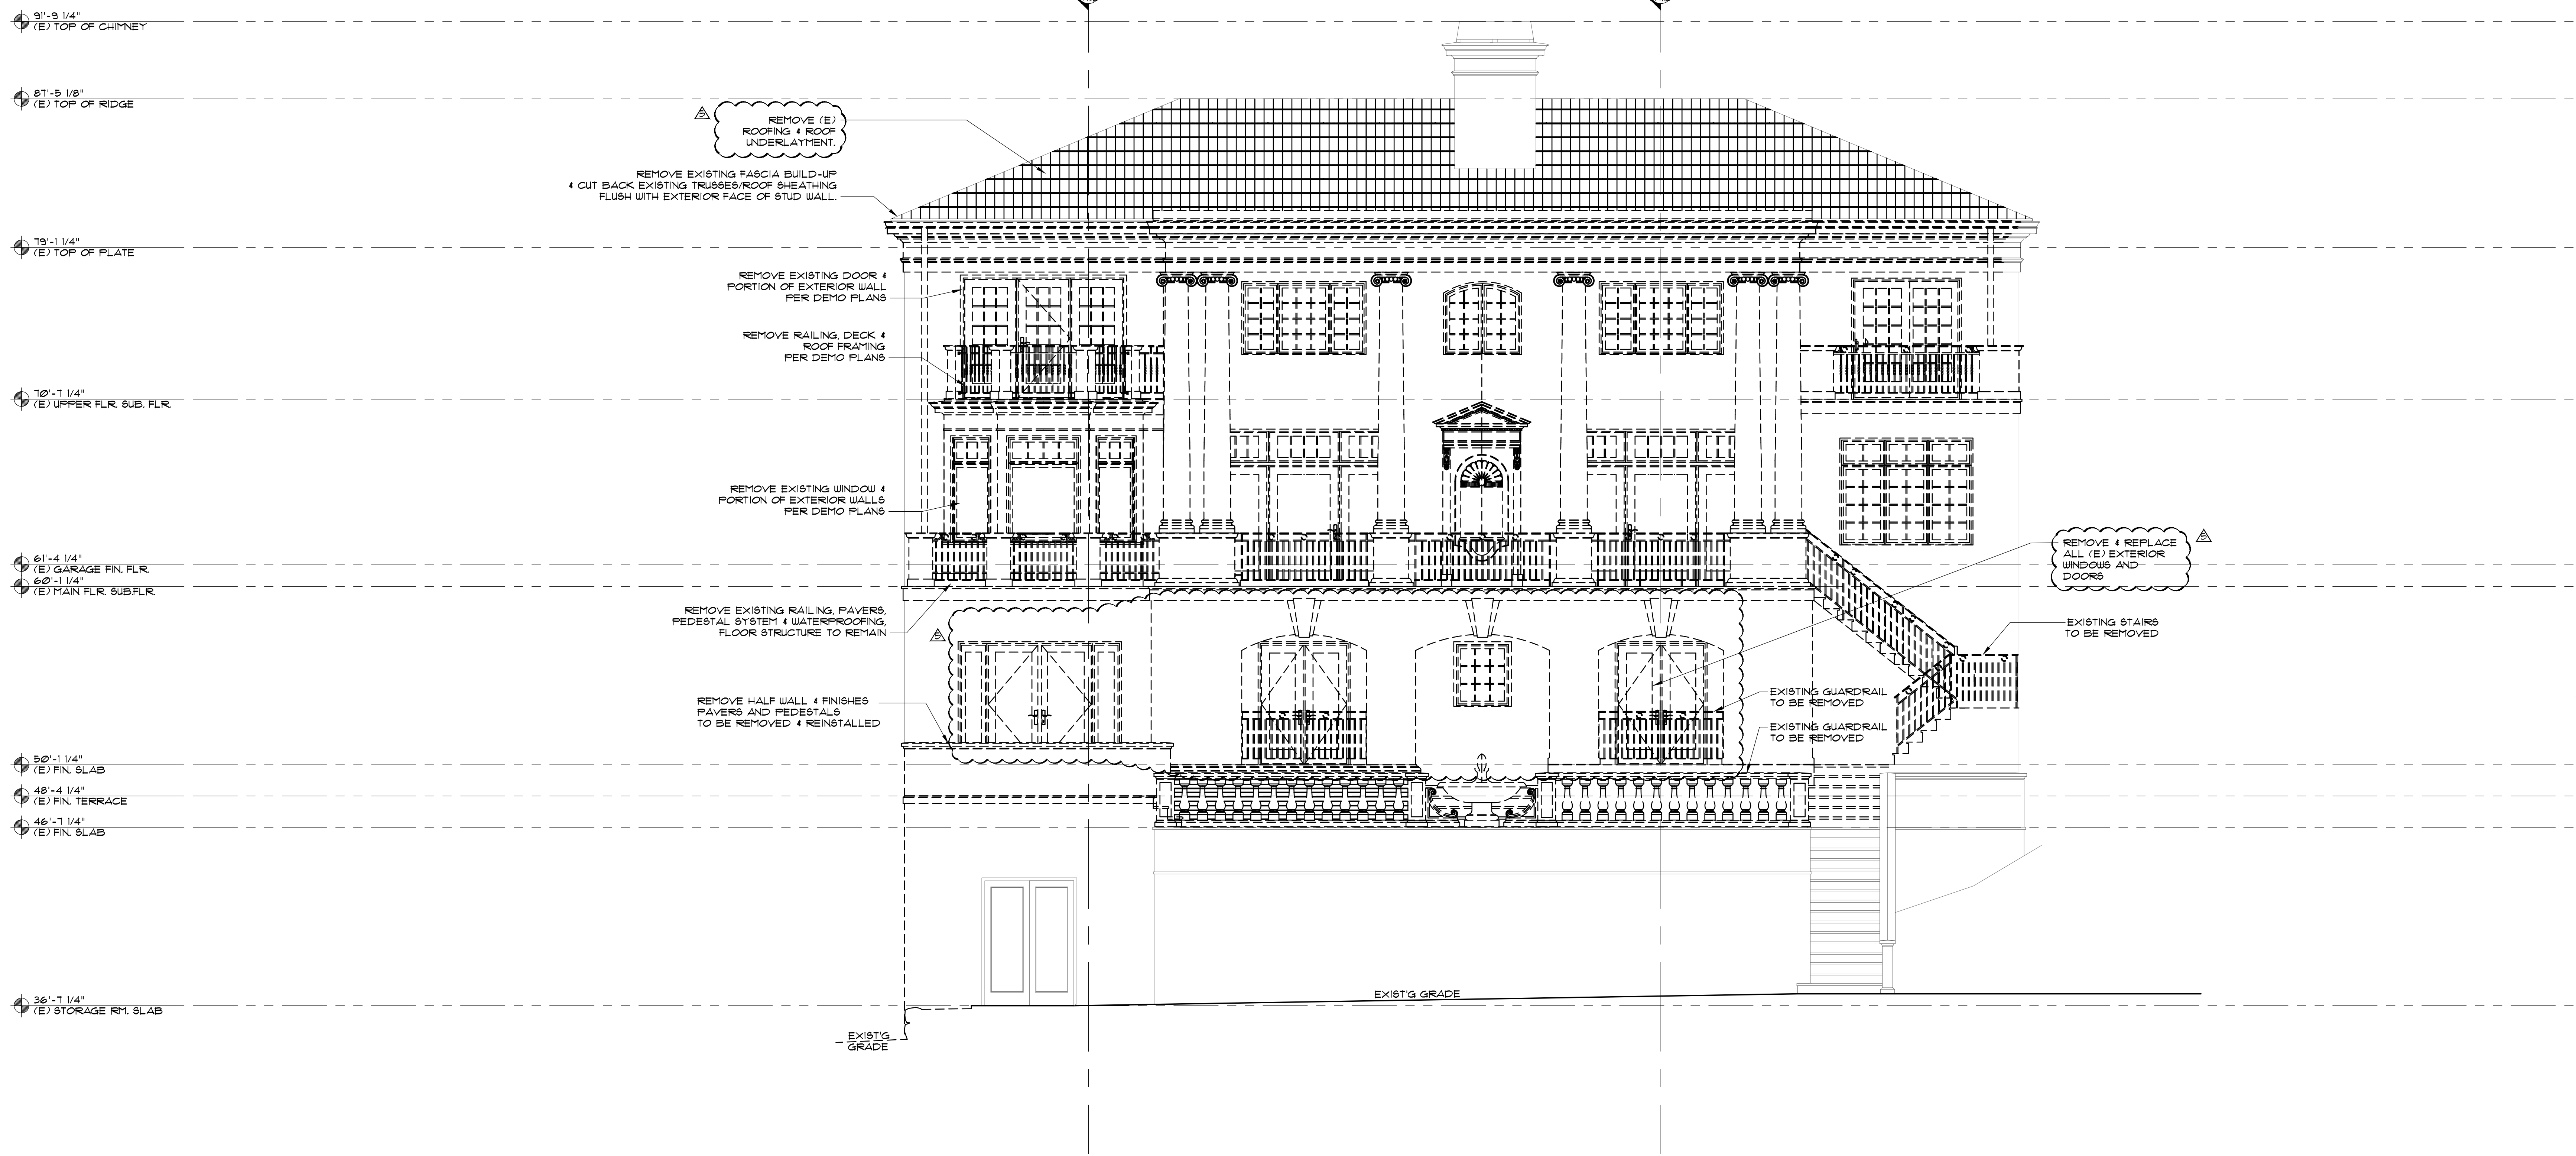 91'-9 1/4"
(E) TOP OF CHIMNEY
87'-5 1/8"
(E) TOP OF RIDGE
REMOVE (E)
ROOFING & ROOF
UNDERLAYMENT.
REMOVE EXISTING FASCIA BUILD-UP
& CUT BACK EXISTING TRUSSES/ROOF SHEATHING
FLUSH WITH EXTERIOR FACE OF STUD WALL.
79'-1 1/4"
(E) TOP OF PLATE
REMOVE EXISTING DOOR &
PORTION OF EXTERIOR WALL
PER DEMO PLANS
REMOVE RAILING, DECK &
ROOF FRAMING
PER DEMO PLANS
70'-7 1/4"
(E) UPPER FLR. SUB. FLR.
REMOVE EXISTING WINDOW &
PORTION OF EXTERIOR WALLS
PER DEMO PLANS
61'-4 1/4"
(E) GARAGE FIN. FLR.
60'-1 1/4"
(E) MAIN FLR. SUB.FLR.
REMOVE & REPLACE
ALL (E) EXTERIOR
WINDOWS AND
DOORS
REMOVE EXISTING RAILING, PAVERS,
PEDESTAL SYSTEM & WATERPROOFING,
FLOOR STRUCTURE TO REMAIN
EXISTING STAIRS
TO BE REMOVED
REMOVE HALF WALL & FINISHES
PAVERS AND PEDESTALS
TO BE REMOVED & REINSTALLED
EXISTING GUARDRAIL
TO BE REMOVED
EXISTING GUARDRAIL
TO BE REMOVED
50'-1 1/4"
(E) FIN. SLAB
48'-4 1/4"
(E) FIN. TERRACE
46'-7 1/4"
(E) FIN. SLAB
36'-7 1/4"
(E) STORAGE RM. SLAB
EXIST'G GRADE
EXIST'G
GRADE